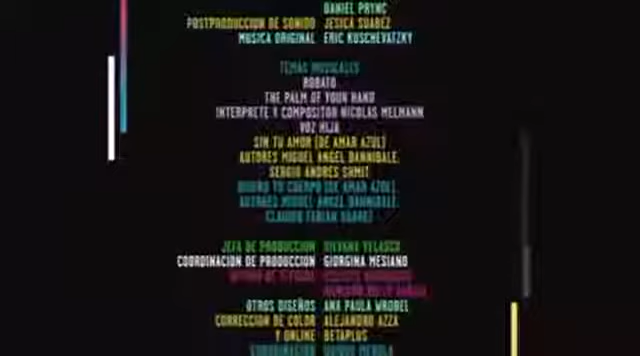 DANIEL PRYNC
POSTPRODUCCION DE SONIDO JESICA SUAREZ
MUSICA ORIGINAL ERIC KUSCHEVATZKY
TEMAS MUSICALES
ROBATO
THE PALM OF YOUR HAND
INTERPRETE Y COMPOSITOR NICOLAS MELMANN
VOZ HIJA
SIN TU AMOR (DE AMAR AZUL)
AUTORES MIGUEL ANGEL DANNIBALE,
SERGIO ANDRES SHMIT
QUIERO TU CUERPO (DE AMAR AZUL)
AUTORES MIGUEL ANGEL DANNIBALE,
CLAUDIO FABIAN
JEFA DE PRODUCCION SILVANA VELASCO
COORDINACION DE PRODUCCION GIORGINA MESIANO
OTROS DISEÑOS ANA PAULA WROBEL
CORRECCION DE COLOR ALEJANDRO AZZA
Y ONLINE BETAPLUS
COORDINACION